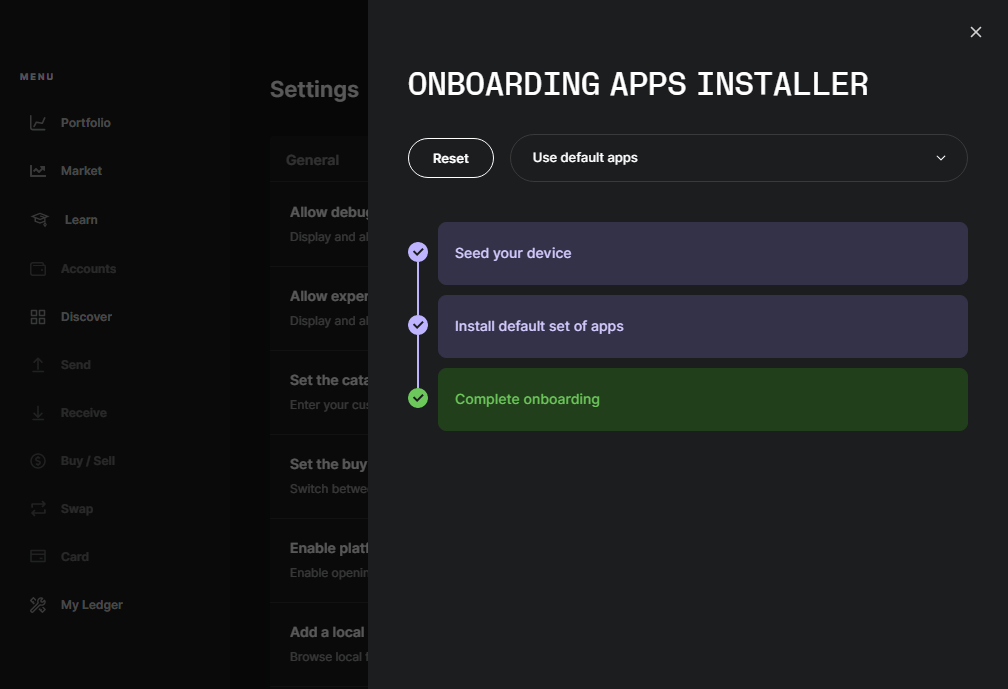 MENU
Portfolio
Market
Learn
Accounts
Discover
Send
Receive
Buy / Sell
Swap
Card
My Ledger
Settings
General
Allow debug
Display and al
Allow exper
Display and al
Set the cata
Enter your cus
Set the buy
Switch betwe
Enable platf
Enable openin
Add a local
Browse local f
ONBOARDING APPS INSTALLER
Reset
Use default apps
Seed your device
Install default set of apps
Complete onboarding